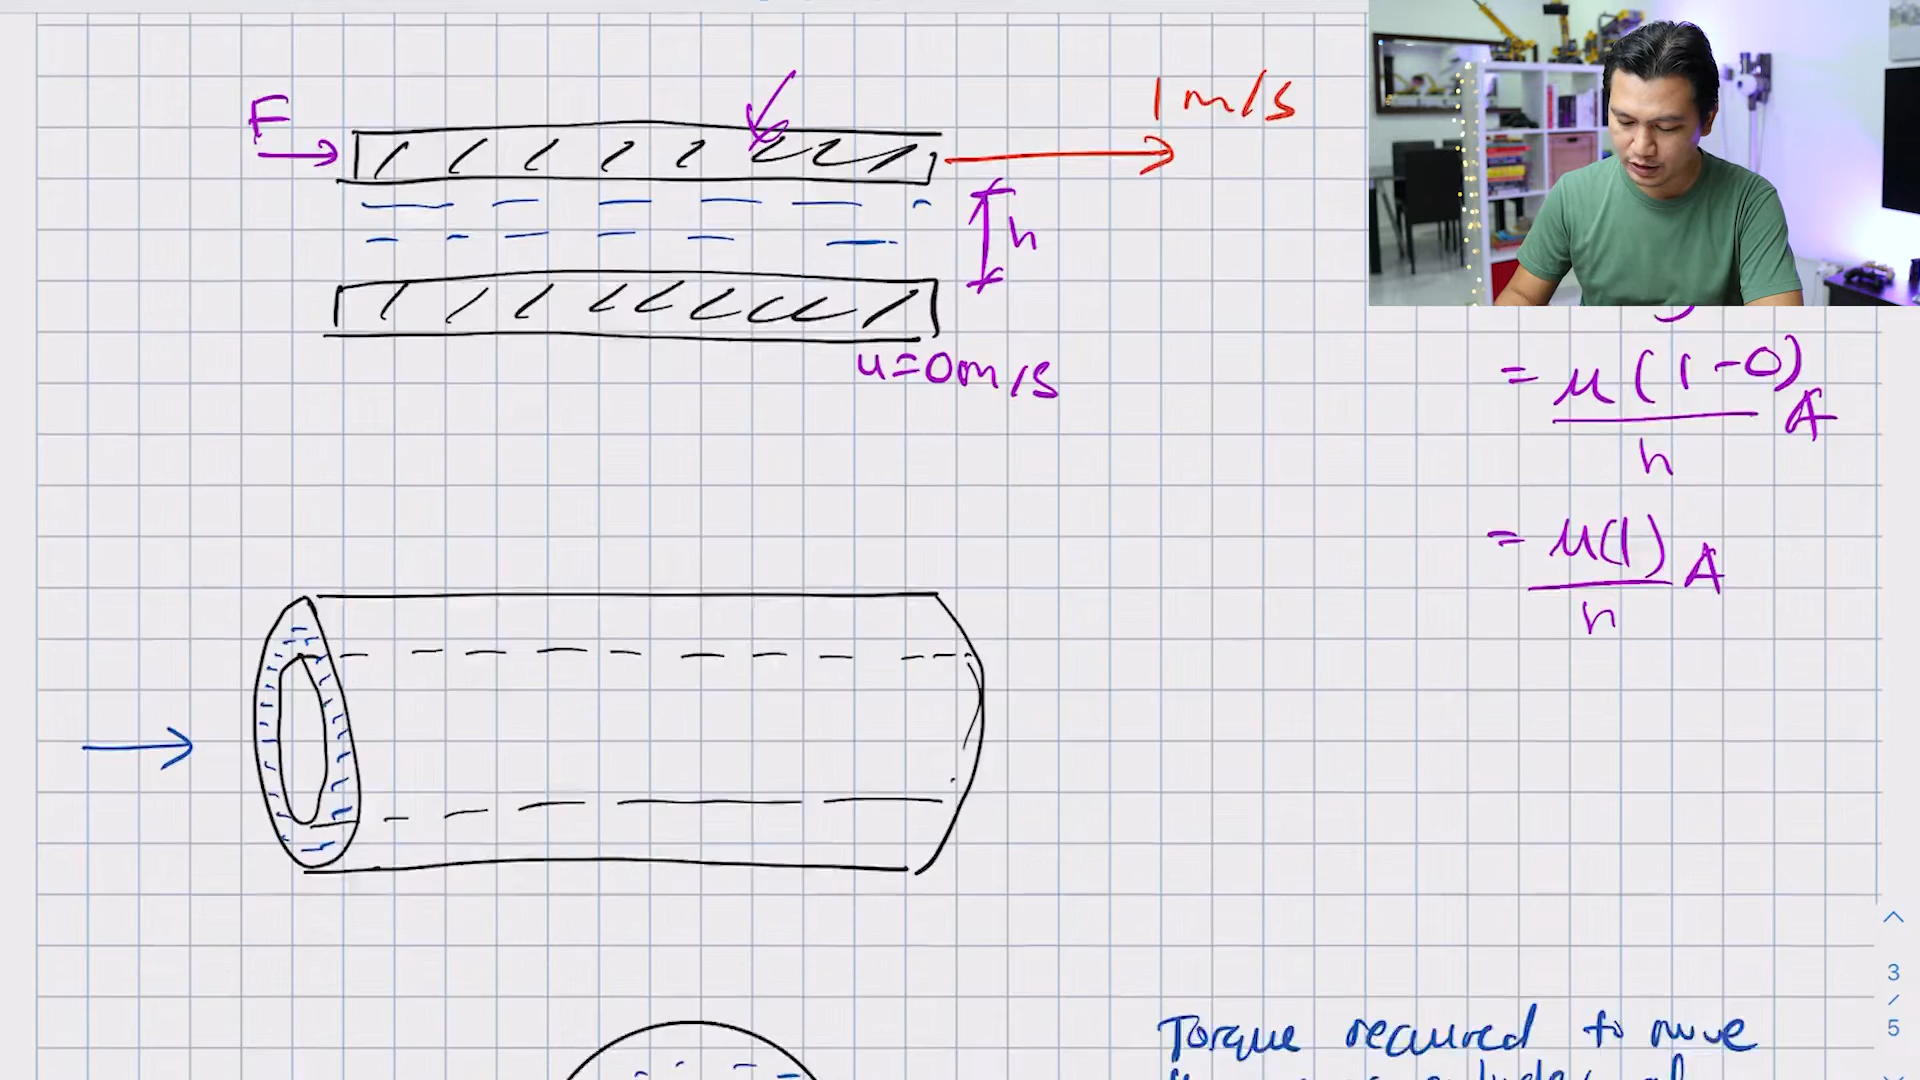 F
1 m/s
h
u=0m/s
= μ(1-0) A
h
= μ(1) A
h
Torque required to move
3
/
5